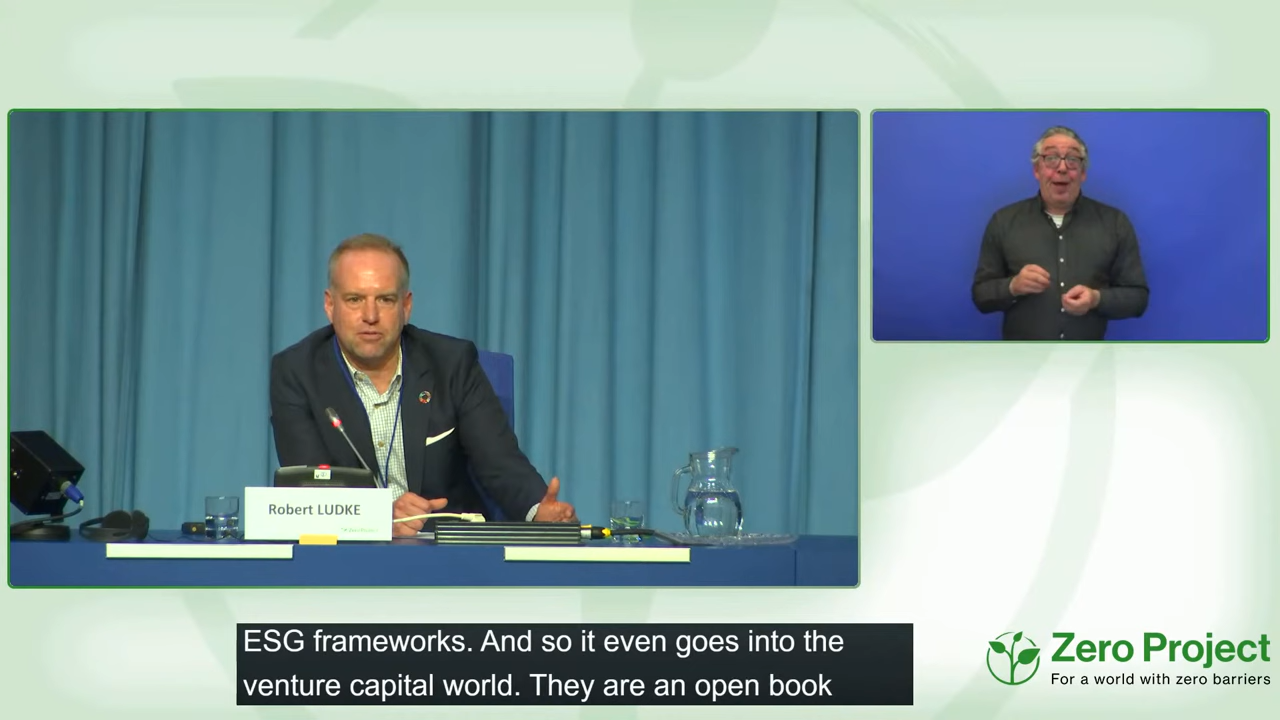 Robert LUDKE
ESG frameworks. And so it even goes into the
venture capital world. They are an open book
Zero Project
For a world with zero barriers